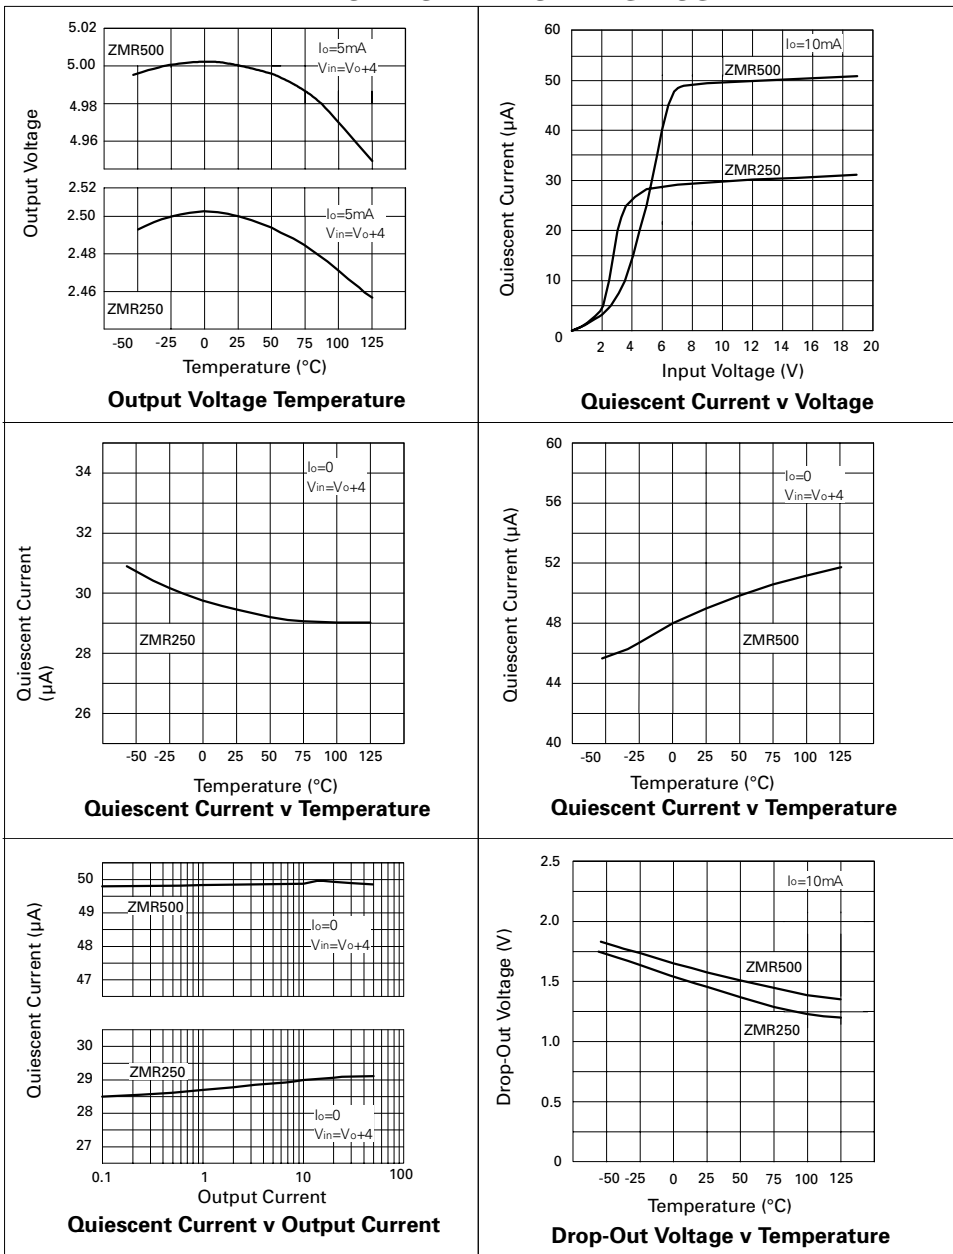 5.02
5.00
4.98
4.96
ZMR500
Io=5mA
Vin=Vo+4
2.52
2.50
2.48
2.46
Io=5mA
Vin=Vo+4
ZMR250
Output Voltage
-50 -25 0 25 50 75 100 125
Temperature (°C)
Output Voltage Temperature
60
50
40
30
20
10
0
Io=10mA
ZMR500
ZMR250
Quiescent Current (µA)
2 4 6 8 10 12 14 16 18 20
Input Voltage (V)
Quiescent Current v Voltage
34
32
30
28
26
Io=0
Vin=Vo+4
ZMR250
Quiescent Current
(µA)
-50 -25 0 25 50 75 100 125
Temperature (°C)
Quiescent Current v Temperature
60
56
52
48
44
40
Io=0
Vin=Vo+4
ZMR500
Quiescent Current (µA)
-50 -25 0 25 50 75 100 125
Temperature (°C)
Quiescent Current v Temperature
50
49
48
47
ZMR500
Io=0
Vin=Vo+4
30
29
28
27
ZMR250
Io=0
Vin=Vo+4
Quiescent Current (µA)
0.1 1 10 100
Output Current
Quiescent Current v Output Current
2.5
2.0
1.5
1.0
0.5
0
Io=10mA
ZMR500
ZMR250
Drop-Out Voltage (V)
-50 -25 0 25 50 75 100 125
Temperature (°C)
Drop-Out Voltage v Temperature